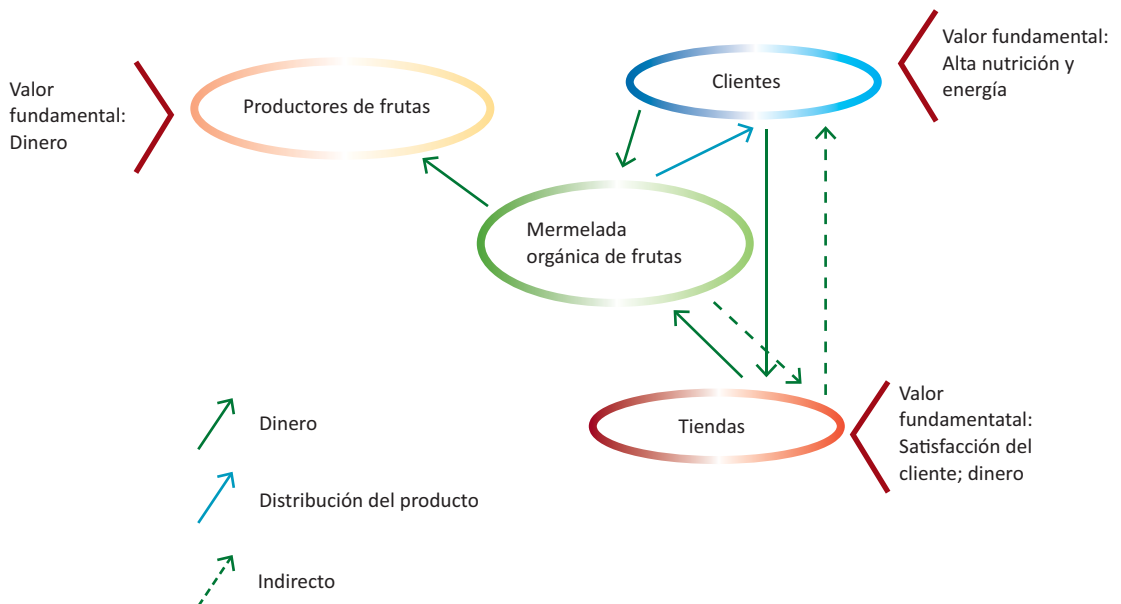 Valor
fundamental:
Dinero
Productores de frutas
Clientes
Valor fundamental:
Alta nutrición y
energía
Mermelada
orgánica de frutas
Tiendas
Valor
fundamentatal:
Satisfacción del
cliente; dinero
Dinero
Distribución del producto
Indirecto